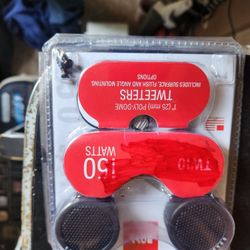 1" (25 mm) POLY-DOME
TWEETERS
INCLUDES SURFACE, FLUSH AND ANGLE MOUNTING
OPTIONS
150
WATTS
TW10